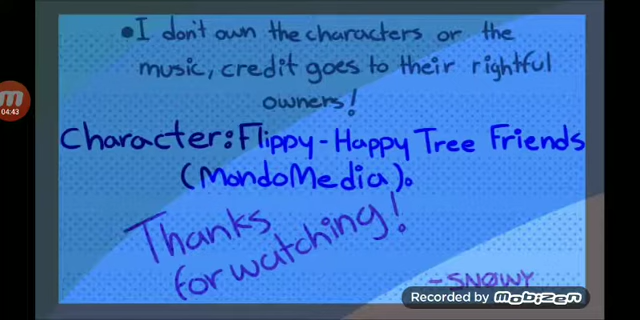 •I don't own the characters or the
music, credit goes to their rightful
owners!
Character: Flippy-Happy Tree Friends
(MondoMedia).
Thanks
for watching!
-SNØWY
04:43
Recorded by mobizen